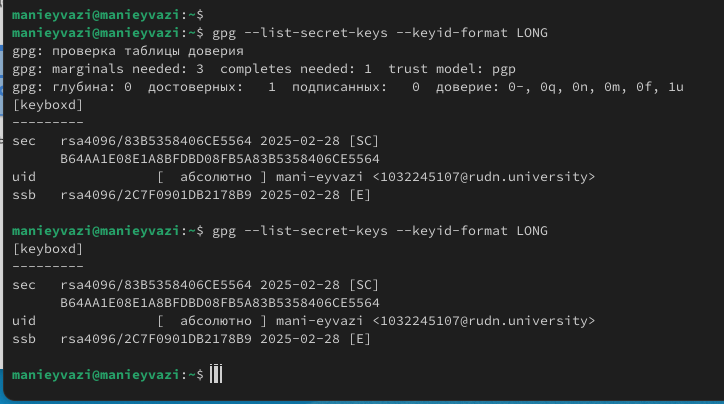 manieyvazi@manieyvazi:~$
manieyvazi@manieyvazi:~$ gpg --list-secret-keys --keyid-format LONG
gpg: проверка таблицы доверия
gpg: marginals needed: 3  completes needed: 1  trust model: pgp
gpg: глубина: 0  достоверных:   1  подписанных:   0  доверие: 0-, 0q, 0n, 0m, 0f, 1u
[keyboxd]
---------
sec   rsa4096/83B5358406CE5564 2025-02-28 [SC]
      B64AA1E08E1A8BFDBD08FB5A83B5358406CE5564
uid               [  абсолютно ] mani-eyvazi <1032245107@rudn.university>
ssb   rsa4096/2C7F0901DB2178B9 2025-02-28 [E]

manieyvazi@manieyvazi:~$ gpg --list-secret-keys --keyid-format LONG
[keyboxd]
---------
sec   rsa4096/83B5358406CE5564 2025-02-28 [SC]
      B64AA1E08E1A8BFDBD08FB5A83B5358406CE5564
uid               [  абсолютно ] mani-eyvazi <1032245107@rudn.university>
ssb   rsa4096/2C7F0901DB2178B9 2025-02-28 [E]

manieyvazi@manieyvazi:~$